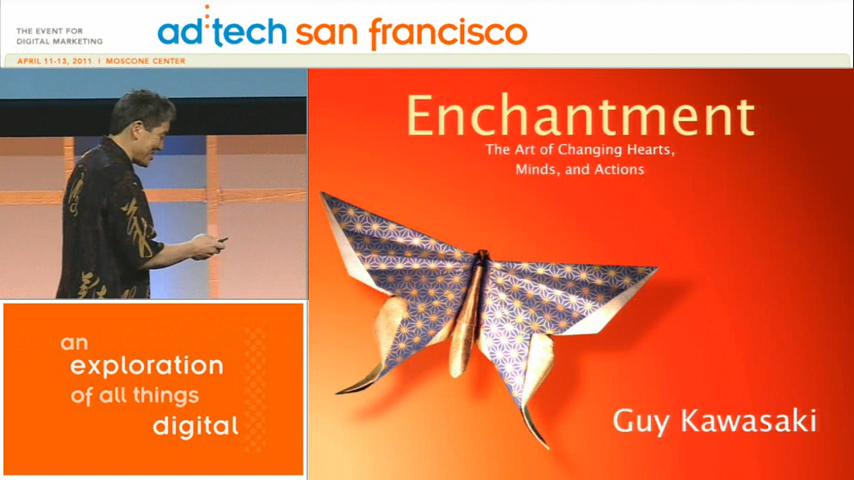 THE EVENT FOR
DIGITAL MARKETING
ad:tech san francisco
APRIL 11-13, 2011 | MOSCONE CENTER
Enchantment
The Art of Changing Hearts,
Minds, and Actions
Guy Kawasaki
an
exploration
of all things
digital